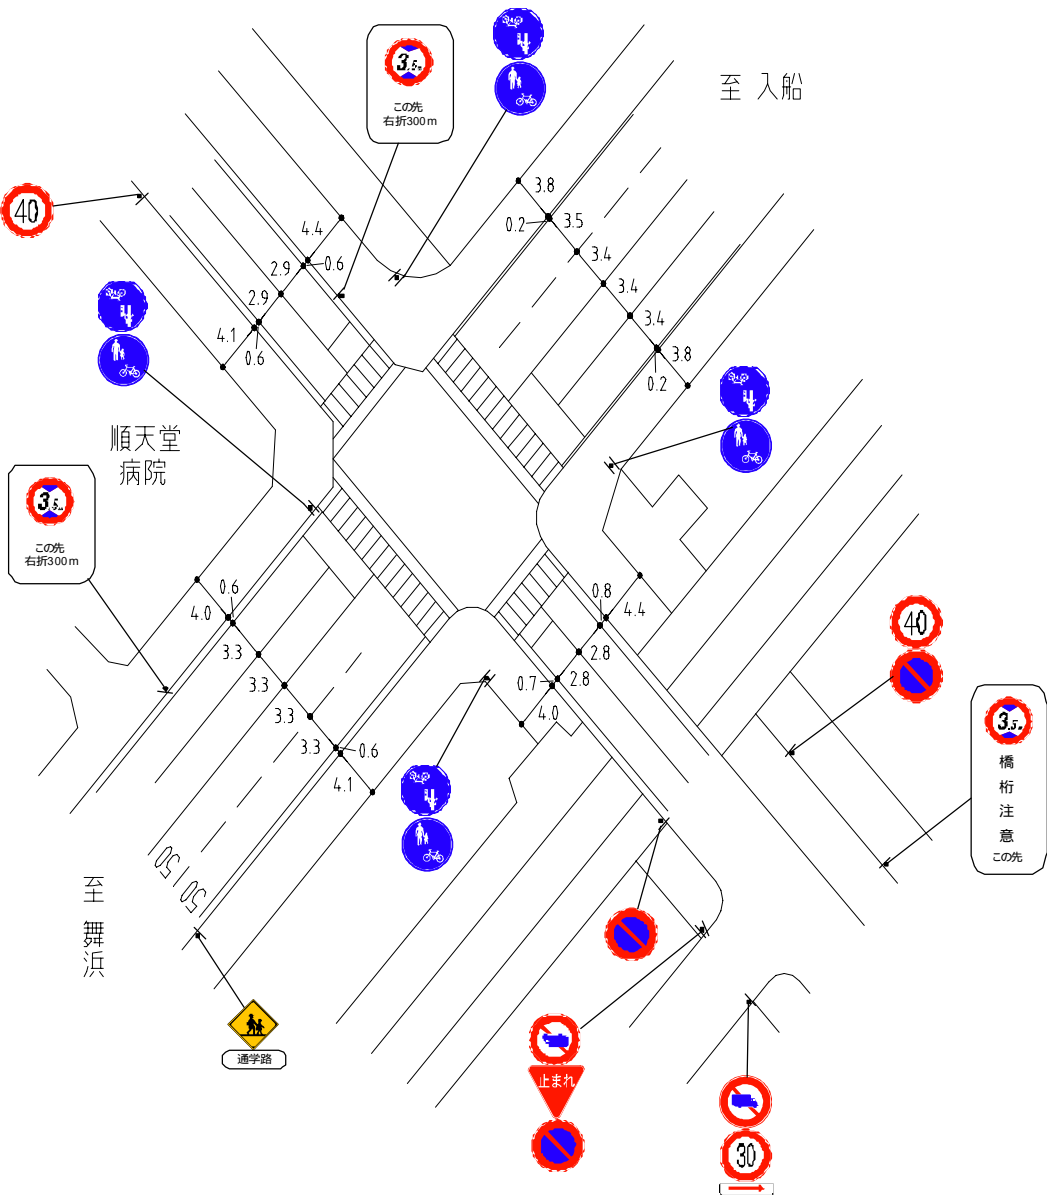 3.5m
この先
右折300m
至 入船
40
4.4
0.6
2.9
2.9
4.1
0.6
3.8
0.2
3.5
3.4
3.4
3.4
3.8
0.2
順天堂
病院
3.5m
この先
右折300m
0.6
4.0
3.3
3.3
3.3
3.3
0.6
4.1
0.8
4.4
2.8
2.8
0.7
4.0
40
3.5m
橋
桁
注
意
この先
50
50
至
舞
浜
通学路
止まれ
30